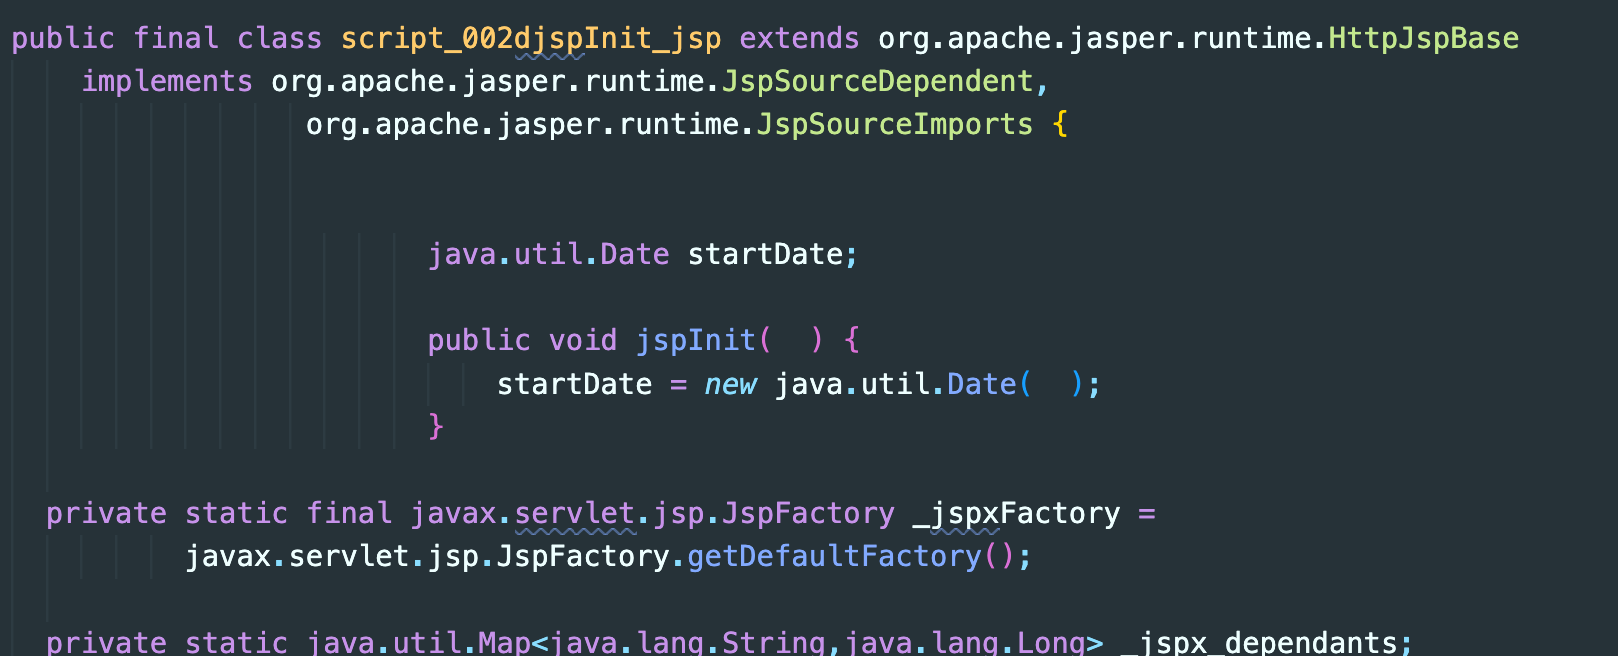 public final class script_002djspInit_jsp extends org.apache.jasper.runtime.HttpJspBase
implements org.apache.jasper.runtime.JspSourceDependent,
org.apache.jasper.runtime.JspSourceImports {
java.util.Date startDate;
public void jspInit(  ) {
startDate = new java.util.Date(  );
}
private static final javax.servlet.jsp.JspFactory _jspxFactory =
javax.servlet.jsp.JspFactory.getDefaultFactory();
private static java.util.Map<java.lang.String,java.lang.Long> _jspx_dependants;